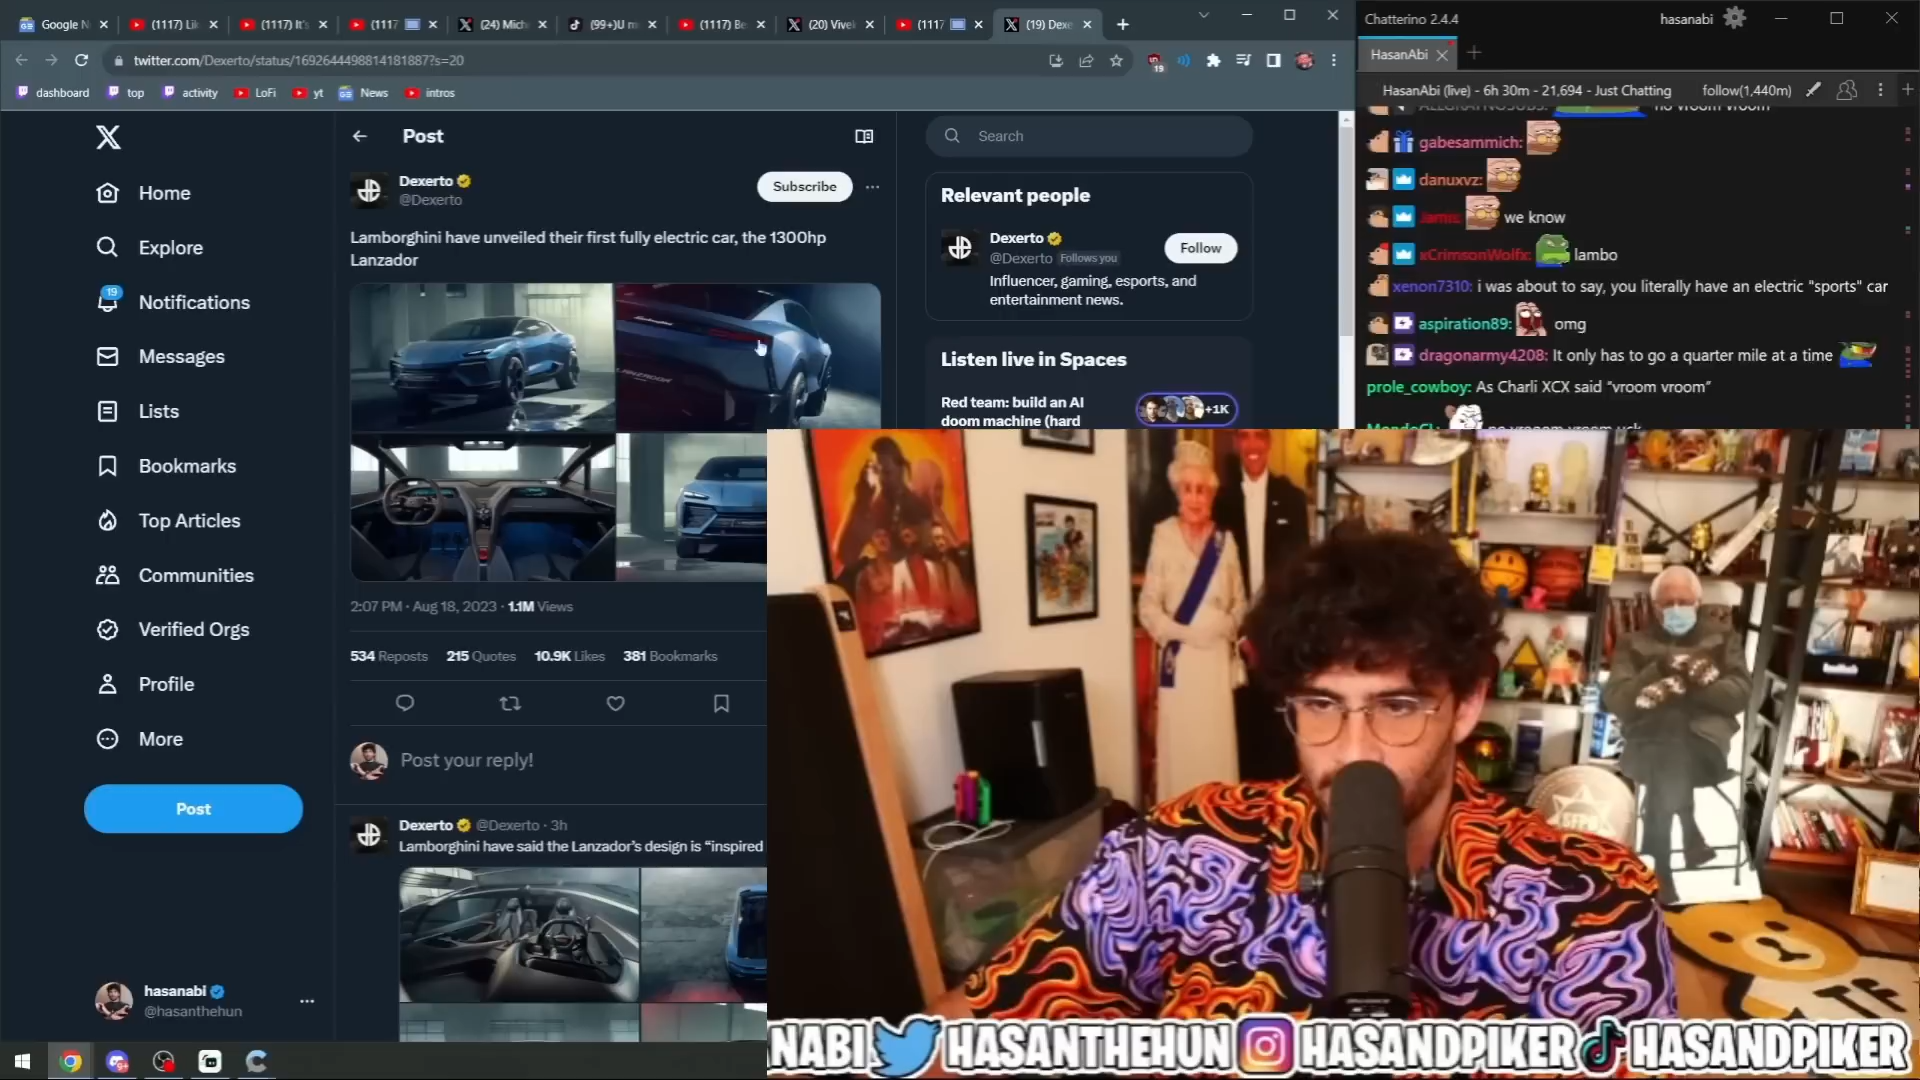 Google N
(1117) Lil
(1117) It's
(1117
(24) Mich
(99+)U m
(1117) Be
(20) Vivek
(1117
(19) Dexe
twitter.com/Dexerto/status/1692644988141818​87?s=20
19
dashboard
top
activity
LoFi
yt
News
intros
Home
Explore
19
Notifications
Messages
Lists
Bookmarks
Top Articles
Communities
Verified Orgs
Profile
More
Post
hasanabi
@hasanthehun
Post
Dexerto
@Dexerto
Subscribe
Lamborghini have unveiled their first fully electric car, the 1300hp
Lanzador
2:07 PM · Aug 18, 2023 · 1.1M Views
534 Reposts 215 Quotes 10.9K Likes 381 Bookmarks
Post your reply!
Dexerto @Dexerto · 3h
Lamborghini have said the Lanzador's design is "inspired
Search
Relevant people
Dexerto
@Dexerto Follows you
Follow
Influencer, gaming, esports, and
entertainment news.
Listen live in Spaces
Red team: build an AI
doom machine (hard
+1K
Chatterino 2.4.4
hasanabi
HasanAbi
HasanAbi (live) - 6h 30m - 21,694 - Just Chatting
follow(1,440m)
gabesammich:
danuxvz:
we know
xCrimsonWolfx: lambo
xenon7310: i was about to say, you literally have an electric "sports" car
aspiration89: omg
dragonarmy4208: It only has to go a quarter mile at a time
prole_cowboy: As Charli XCX said "vroom vroom"
NABI HASANTHEHUN HASANDPIKER HASANDPIKER